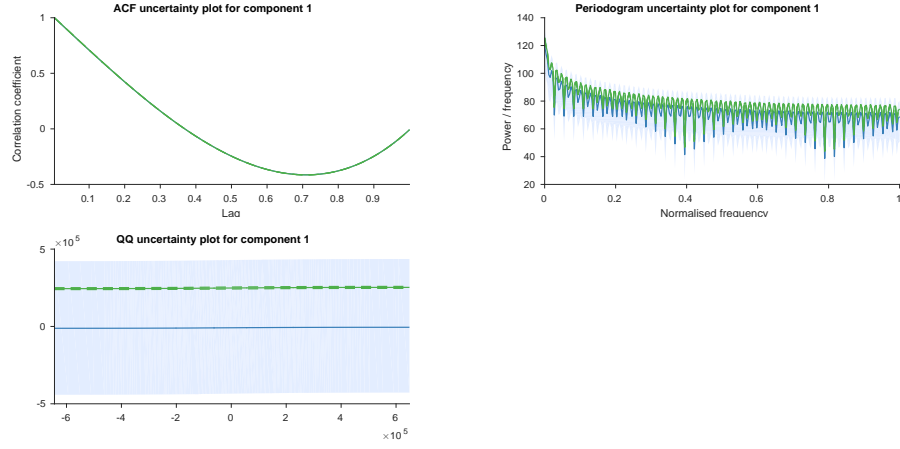 ACF uncertainty plot for component 1
1
0.5
0
-0.5
Correlation coefficient
0.1 0.2 0.3 0.4 0.5 0.6 0.7 0.8 0.9
Lag
Periodogram uncertainty plot for component 1
140
120
100
80
60
40
20
Power / frequency
0 0.2 0.4 0.6 0.8 1
Normalised frequency
QQ uncertainty plot for component 1
×10^5
5
0
-5
-6 -4 -2 0 2 4 6
×10^5